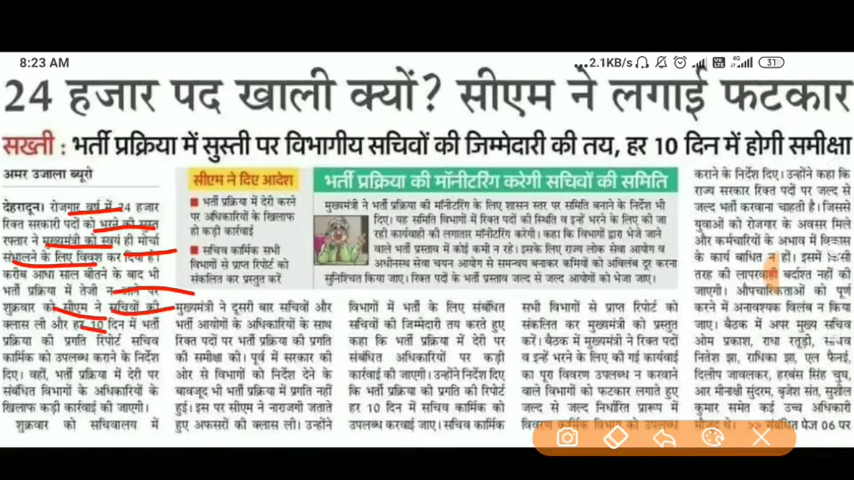 8:23 AM
...2.1KB/s
4G
31
24 हजार पद खाली क्यों? सीएम ने लगाई फटकार
सख्ती : भर्ती प्रक्रिया में सुस्ती पर विभागीय सचिवों की जिम्मेदारी की तय, हर 10 दिन में होगी समीक्षा
अमर उजाला ब्यूरो
देहरादून। रोजगार वर्ष में 24 हजार
रिक्त सरकारी पदों को भरने की सुस्त
रफ्तार ने मुख्यमंत्री को स्वयं ही मोर्चा
संभालने के लिए विवश कर दिया है।
करीब आधा साल बीतने के बाद भी
भर्ती प्रक्रिया में तेजी न आने पर
शुक्रवार को सीएम ने सचिवों की
क्लास ली और हर 10 दिन में भर्ती
प्रक्रिया की प्रगति रिपोर्ट सचिव
कार्मिक को उपलब्ध कराने के निर्देश
दिए। वहीं, भर्ती प्रक्रिया में देरी पर
संबंधित विभागों के अधिकारियों के
खिलाफ कड़ी कार्रवाई की जाएगी।
शुक्रवार को सचिवालय में
सीएम ने दिए आदेश
भर्ती प्रक्रिया में देरी करने
पर अधिकारियों के खिलाफ
हो कड़ी कार्रवाई
सचिव कार्मिक सभी
विभागों से प्राप्त रिपोर्ट को
संकलित कर प्रस्तुत करें
भर्ती प्रक्रिया की मॉनीटरिंग करेगी सचिवों की समिति
मुख्यमंत्री ने भर्ती प्रक्रिया की मॉनीटरिंग के लिए शासन स्तर पर समिति बनाने के निर्देश भी
दिए। यह समिति विभागों में रिक्त पदों की स्थिति व इन्हें भरने के लिए की जा
रही कार्यवाही की लगातार मॉनीटरिंग करेगी। कहा कि विभागों द्वारा भेजे जाने
वाले भर्ती प्रस्ताव में कोई कमी न रहे। इसके लिए राज्य लोक सेवा आयोग व
अधीनस्थ सेवा चयन आयोग से समन्वय बनाकर कमियों को अविलंब दूर करना
सुनिश्चित किया जाए। रिक्त पदों के भर्ती प्रस्ताव जल्द से जल्द आयोगों को भेजा जाए।
मुख्यमंत्री ने दूसरी बार सचिवों और
भर्ती आयोगों के अधिकारियों के साथ
रिक्त पदों पर भर्ती प्रक्रिया की प्रगति
की समीक्षा की। पूर्व में सरकार की
ओर से विभागों को निर्देश देने के
बावजूद भी भर्ती प्रक्रिया में प्रगति नहीं
हुई। इस पर सीएम ने नाराजगी जताते
हुए अफसरों की क्लास ली। उन्होंने
विभागों में भर्ती के लिए संबंधित
सचिवों की जिम्मेदारी तय करते हुए
कहा कि भर्ती प्रक्रिया में देरी पर
संबंधित अधिकारियों पर कड़ी
कार्रवाई की जाएगी। उन्होंने निर्देश दिए
कि भर्ती प्रक्रिया की प्रगति की रिपोर्ट
हर 10 दिन में सचिव कार्मिक को
उपलब्ध करवाई जाए। सचिव कार्मिक
सभी विभागों से प्राप्त रिपोर्ट को
संकलित कर मुख्यमंत्री को प्रस्तुत
करें। बैठक में मुख्यमंत्री ने रिक्त पदों
व इन्हें भरने के लिए की गई कार्यवाही
का पूरा विवरण उपलब्ध न करवाने
वाले विभागों को फटकार लगाते हुए
जल्द से जल्द निर्धारित प्रारूप में
विवरण कार्मिक विभाग को उपलब्ध
कराने के निर्देश दिए। उन्होंने कहा कि
राज्य सरकार रिक्त पदों पर जल्द से
जल्द भर्ती करवाना चाहती है। जिससे
युवाओं को रोजगार के अवसर मिले
और कर्मचारियों के अभाव में विकास
के कार्य बाधित न हों। इसमें किसी
तरह की लापरवाही बर्दाश्त नहीं की
जाएगी। औपचारिकताओं को पूर्ण
करने में अनावश्यक विलंब न किया
जाए। बैठक में अपर मुख्य सचिव
ओम प्रकाश, राधा रतूड़ी, सचिव
नितेश झा, राधिका झा, एल फैनई,
दिलीप जावलकर, हरबंस सिंह चुघ,
आर मीनाक्षी सुंदरम, बृजेश संत, सुशील
कुमार समेत कई उच्च अधिकारी
मौजूद थे। >> संबंधित पेज 06 पर